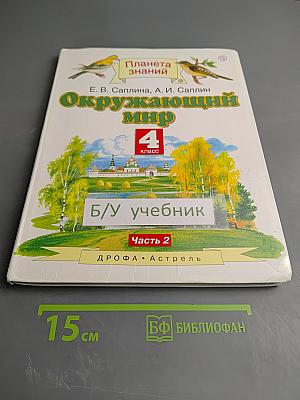 Планета
знаний
Е. В. Саплина, А. И. Саплин
Окружающий
мир
4
класс
Б/У учебник
Часть 2
ДРОФА • Астрель
15 см
БФ БИБЛИОФАН